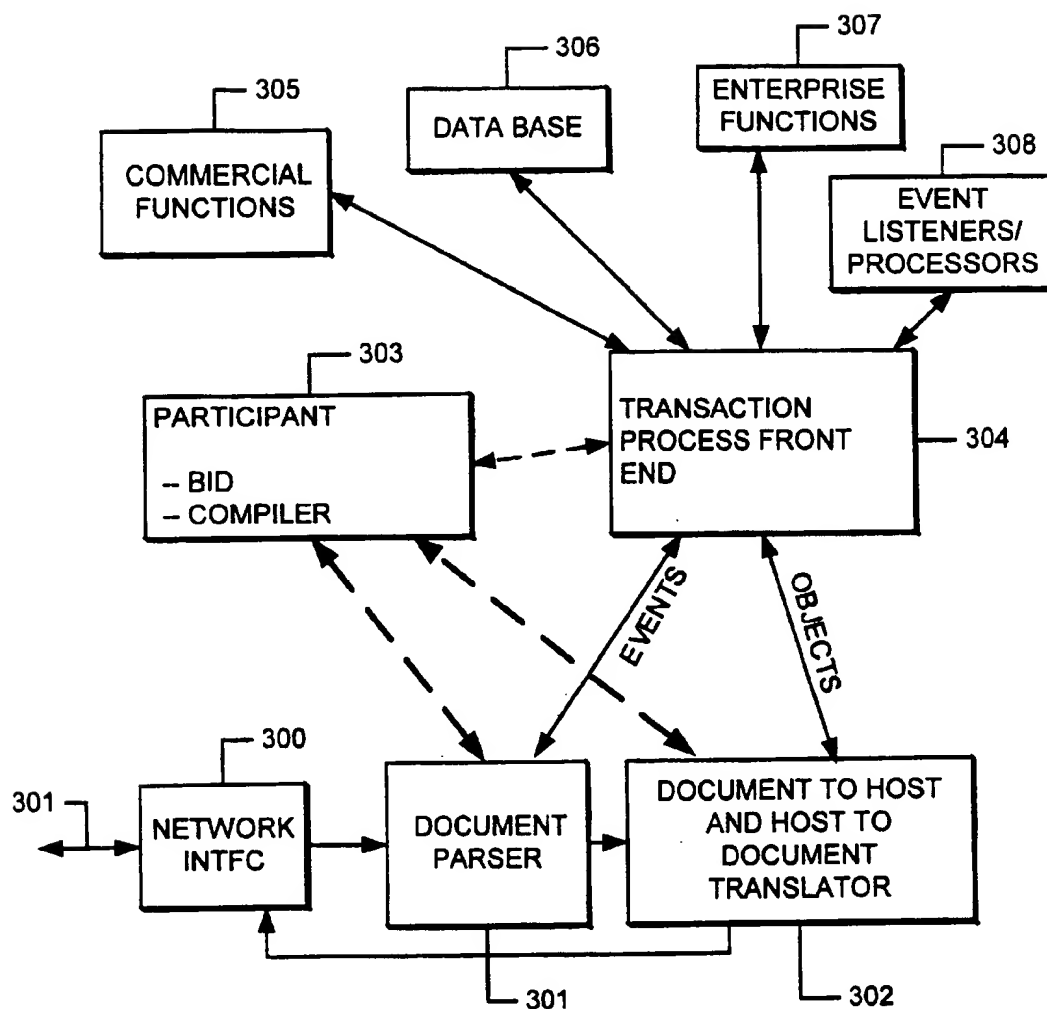 307
306
305
ENTERPRISE
FUNCTIONS
DATA BASE
308
COMMERCIAL
FUNCTIONS
EVENT
LISTENERS/
PROCESSORS
303
PARTICIPANT
– BID
– COMPILER
TRANSACTION
PROCESS FRONT
END
304
EVENTS
OBJECTS
300
301
NETWORK
INTFC
DOCUMENT
PARSER
DOCUMENT TO HOST
AND HOST TO
DOCUMENT
TRANSLATOR
301
302